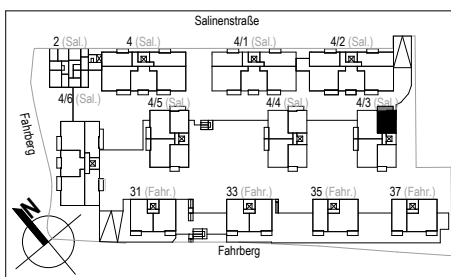 Salinenstraße
2 (Sal.) 4 (Sal.) 4/1 (Sal.) 4/2 (Sal.)
4/6 (Sal.) 4/5 (Sal.) 4/4 (Sal.) 4/3 (Sal.)
Fahrberg
31 (Fahr.) 33 (Fahr.) 35 (Fahr.) 37 (Fahr.)
N
Fahrberg